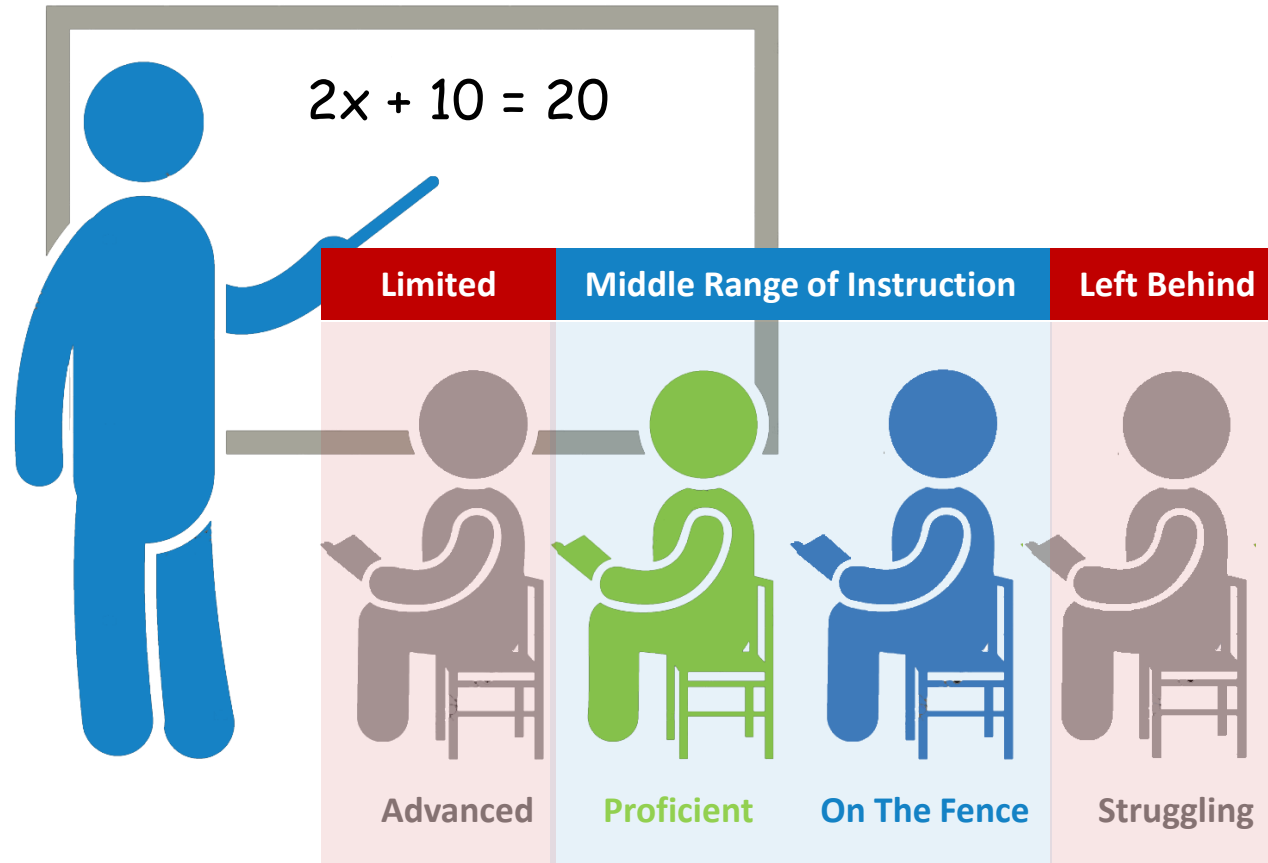 2x + 10 = 20
Limited Middle Range of Instruction Left Behind
Advanced Proficient On The Fence Struggling